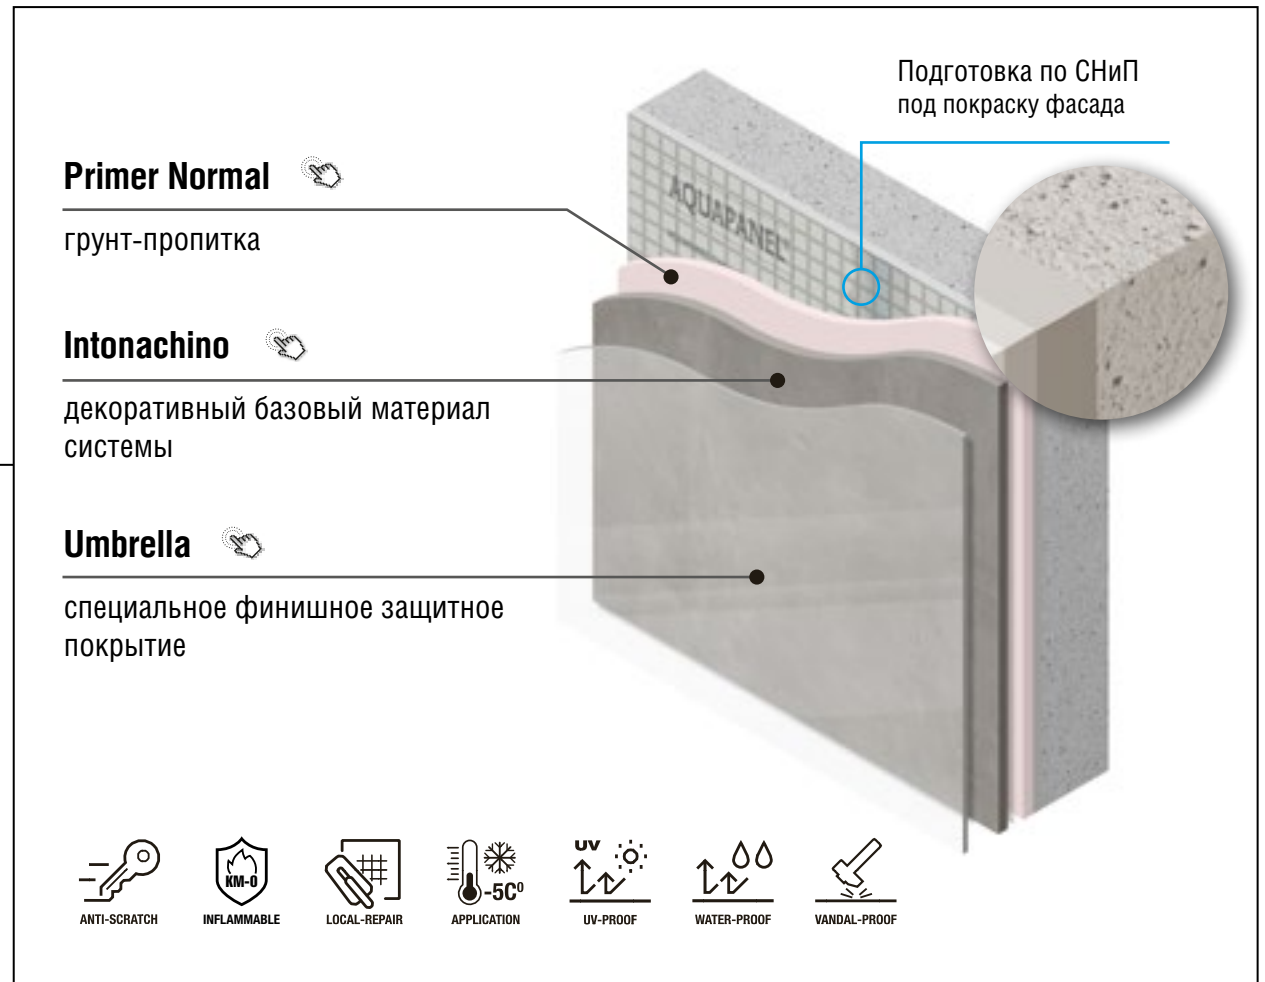 Подготовка по СНиП
под покраску фасада
Primer Normal
грунт-пропитка
AQUAPANEL
Intonachino
декоративный базовый материал
системы
Umbrella
специальное финишное защитное
покрытие
KM-0
-5C⁰
UV
ANTI-SCRATCH
INFLAMMABLE
LOCAL-REPAIR
APPLICATION
UV-PROOF
WATER-PROOF
VANDAL-PROOF